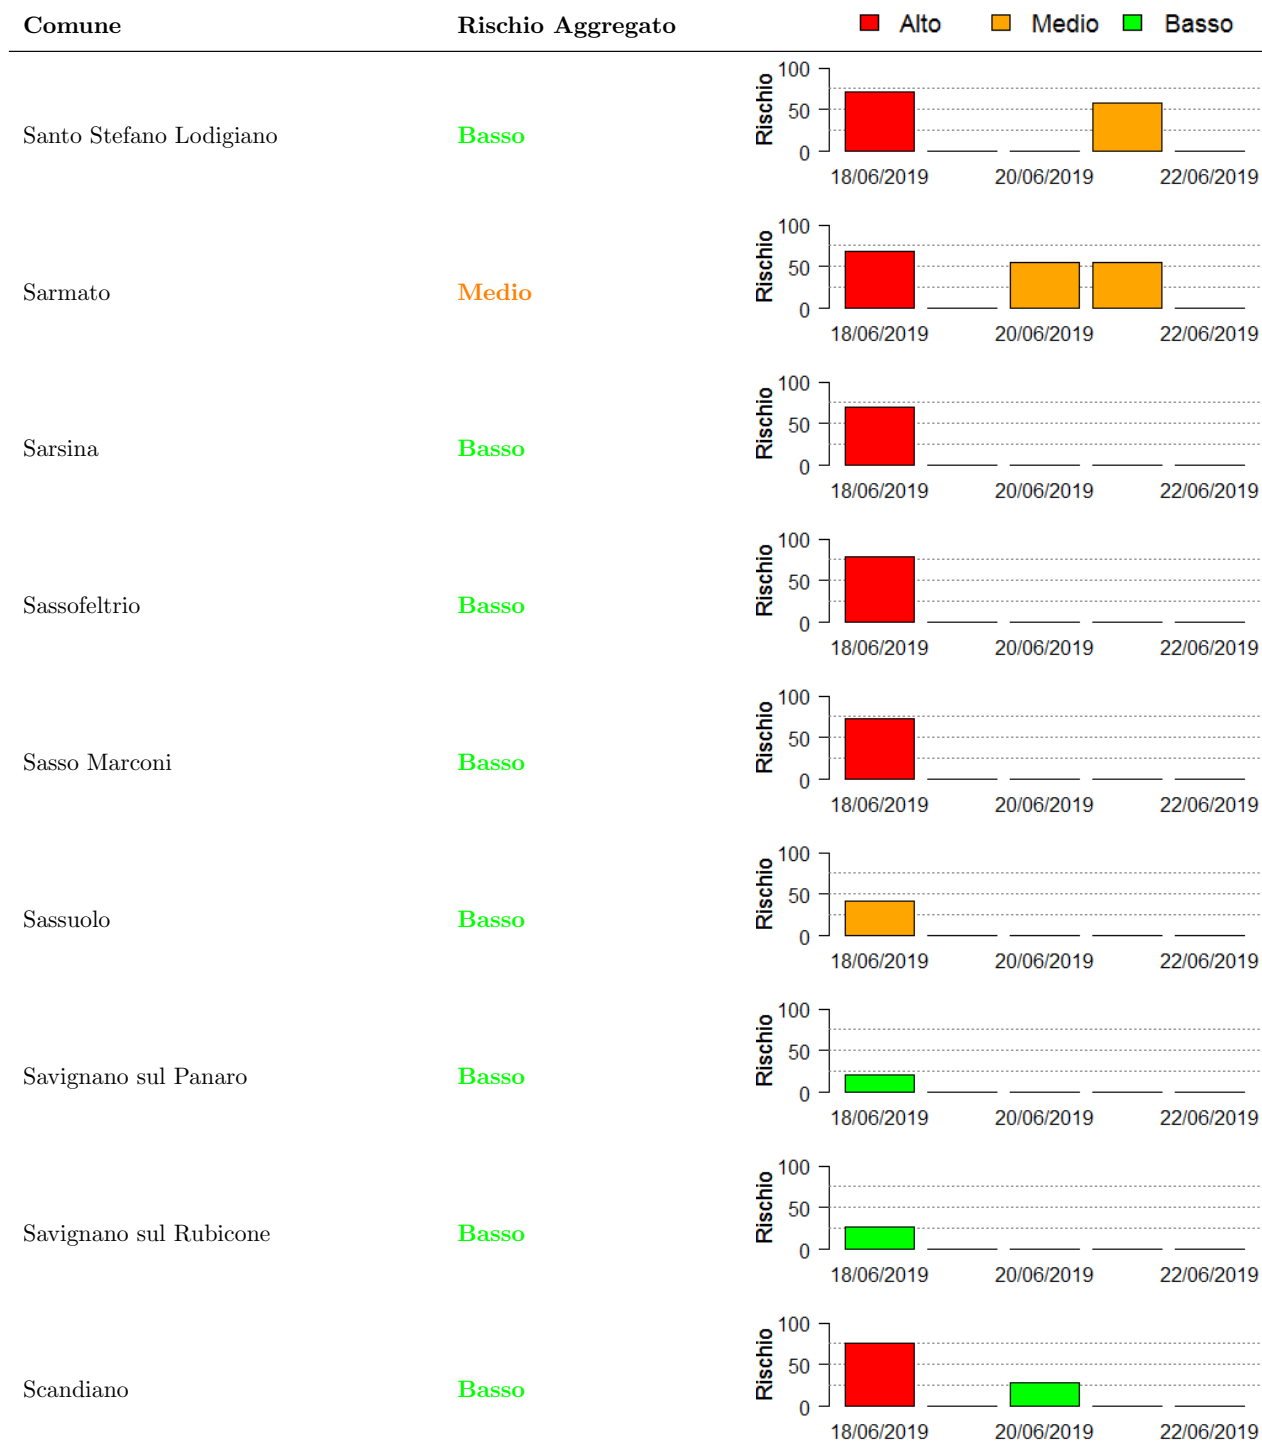 Comune Rischio Aggregato Alto Medio Basso
Santo Stefano Lodigiano Basso
Rischio
100
50
0
18/06/2019 20/06/2019 22/06/2019
Sarmato Medio
Rischio
100
50
0
18/06/2019 20/06/2019 22/06/2019
Sarsina Basso
Rischio
100
50
0
18/06/2019 20/06/2019 22/06/2019
Sassofeltrio Basso
Rischio
100
50
0
18/06/2019 20/06/2019 22/06/2019
Sasso Marconi Basso
Rischio
100
50
0
18/06/2019 20/06/2019 22/06/2019
Sassuolo Basso
Rischio
100
50
0
18/06/2019 20/06/2019 22/06/2019
Savignano sul Panaro Basso
Rischio
100
50
0
18/06/2019 20/06/2019 22/06/2019
Savignano sul Rubicone Basso
Rischio
100
50
0
18/06/2019 20/06/2019 22/06/2019
Scandiano Basso
Rischio
100
50
0
18/06/2019 20/06/2019 22/06/2019